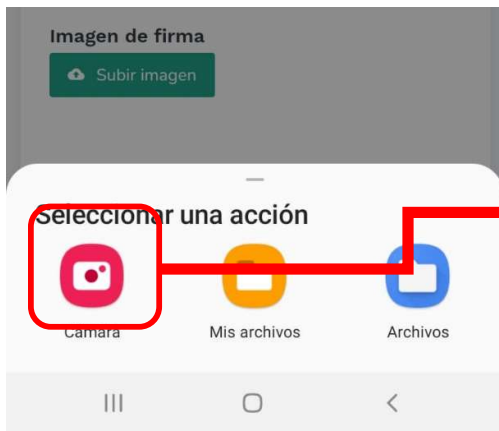 Imagen de firma
Subir imagen
Seleccionar una acción
Cámara
Mis archivos
Archivos